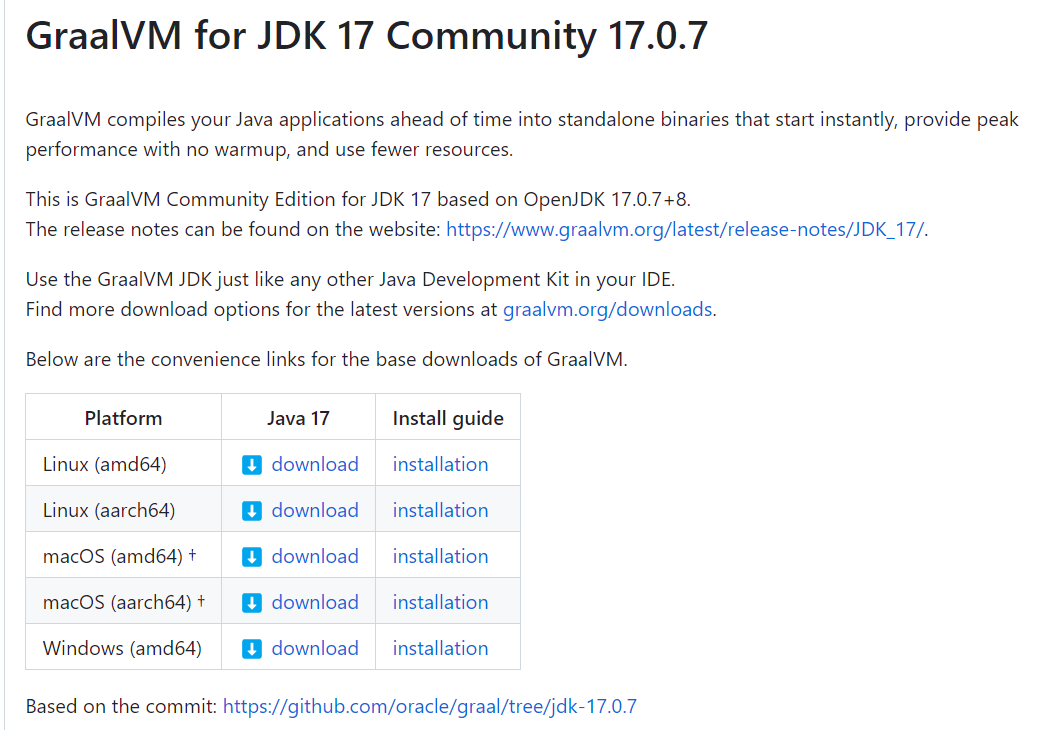 GraalVM for JDK 17 Community 17.0.7
GraalVM compiles your Java applications ahead of time into standalone binaries that start instantly, provide peak
performance with no warmup, and use fewer resources.
This is GraalVM Community Edition for JDK 17 based on OpenJDK 17.0.7+8.
The release notes can be found on the website: https://www.graalvm.org/latest/release-notes/JDK_17/.
Use the GraalVM JDK just like any other Java Development Kit in your IDE.
Find more download options for the latest versions at graalvm.org/downloads.
Below are the convenience links for the base downloads of GraalVM.
Platform Java 17 Install guide
Linux (amd64) download installation
Linux (aarch64) download installation
macOS (amd64) † download installation
macOS (aarch64) † download installation
Windows (amd64) download installation
Based on the commit: https://github.com/oracle/graal/tree/jdk-17.0.7